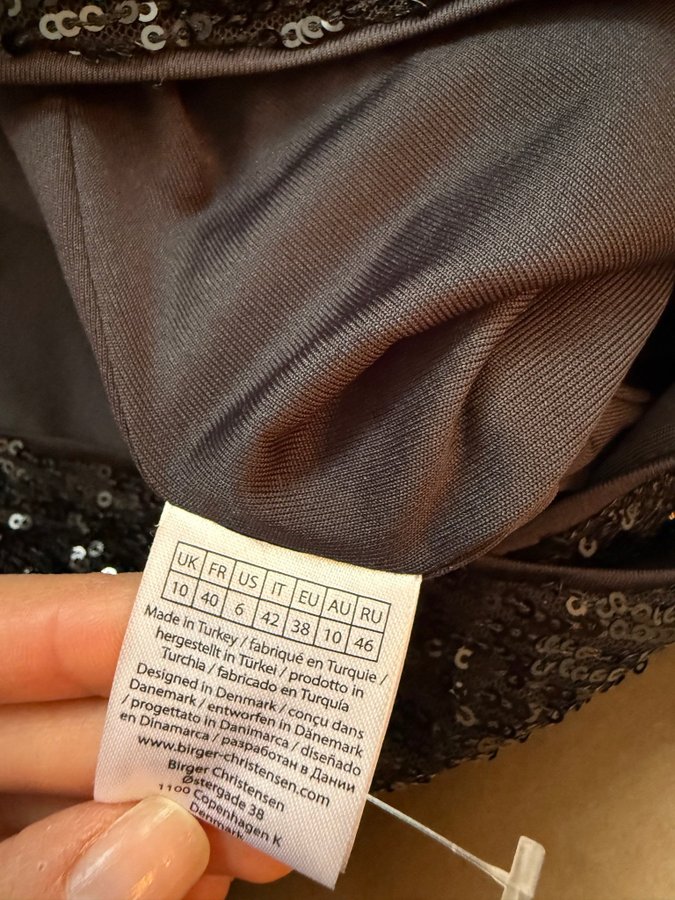 UK FR US IT EU AU RU
10 40 6 42 38 10 46
Made in Turkey / fabriqué en Turquie /
hergestellt in Türkei / prodotto in
Turchia / fabricado en Turquía
Designed in Denmark / conçu dans
Danemark / entworfen in Dänemark
/ progettato in Danimarca / diseñado
en Dinamarca / разработан в Дании
www.birger-christensen.com
Birger Christensen
Østergade 38
1100 Copenhagen K
Denmark